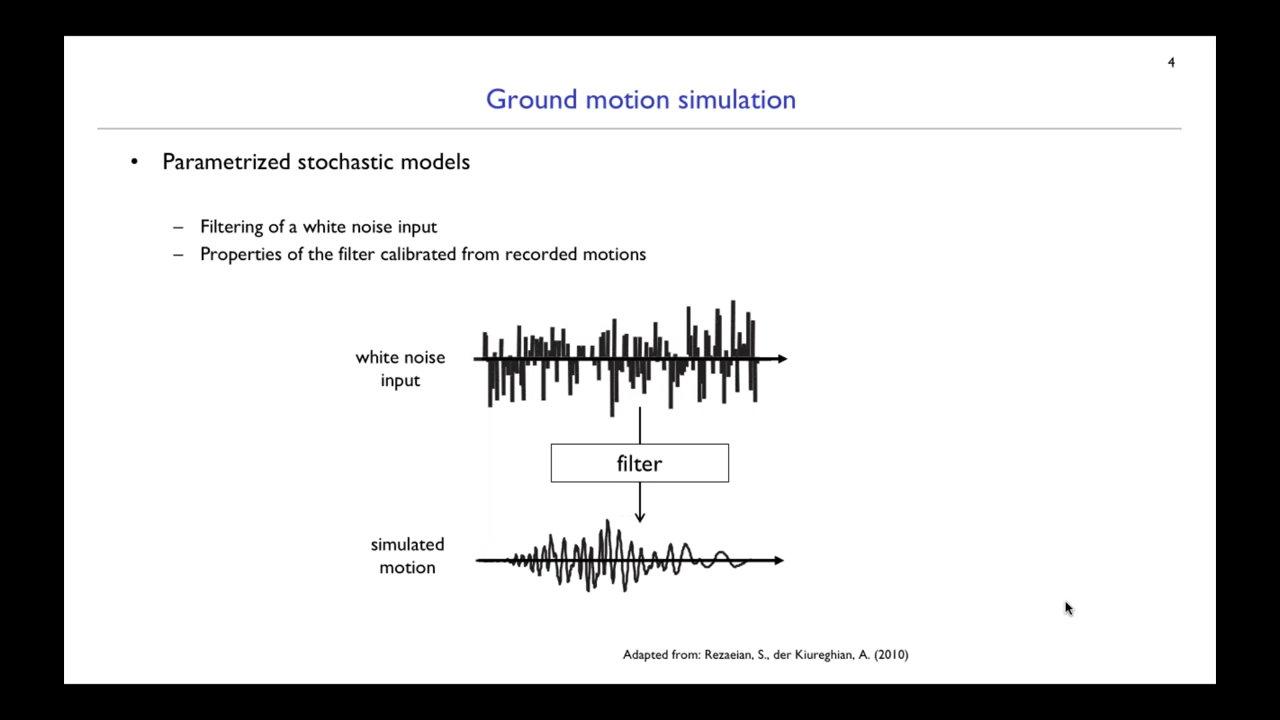 4
Ground motion simulation
• Parametrized stochastic models
– Filtering of a white noise input
– Properties of the filter calibrated from recorded motions
white noise
input
filter
simulated
motion
Adapted from: Rezaeian, S., der Kiureghian, A. (2010)